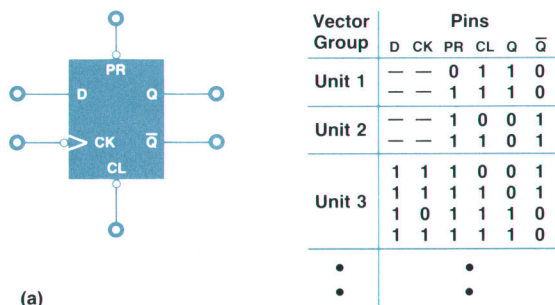 PR
D Q
CK Q̅
CL
(a)
Vector Group Pins
D CK PR CL Q Q̅
Unit 1 — — 0 1 1 0
— — 1 1 1 0
Unit 2 — — 1 0 0 1
— — 1 1 0 1
Unit 3 1 1 1 0 0 1
1 1 1 1 0 1
1 0 1 1 1 0
1 1 1 1 1 0